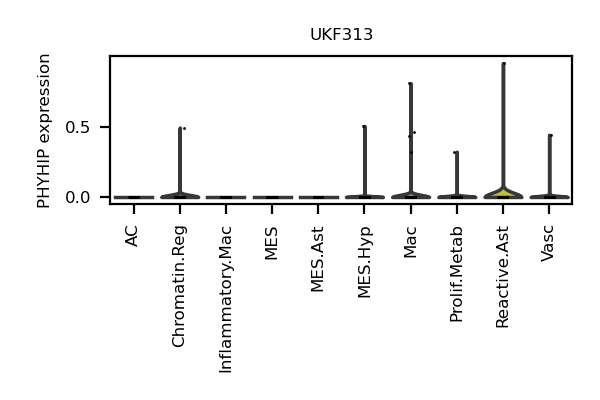 UKF313
PHYHIP expression
0.5
0.0
AC
Chromatin.Reg
Inflammatory.Mac
MES
MES.Ast
MES.Hyp
Mac
Prolif.Metab
Reactive.Ast
Vasc